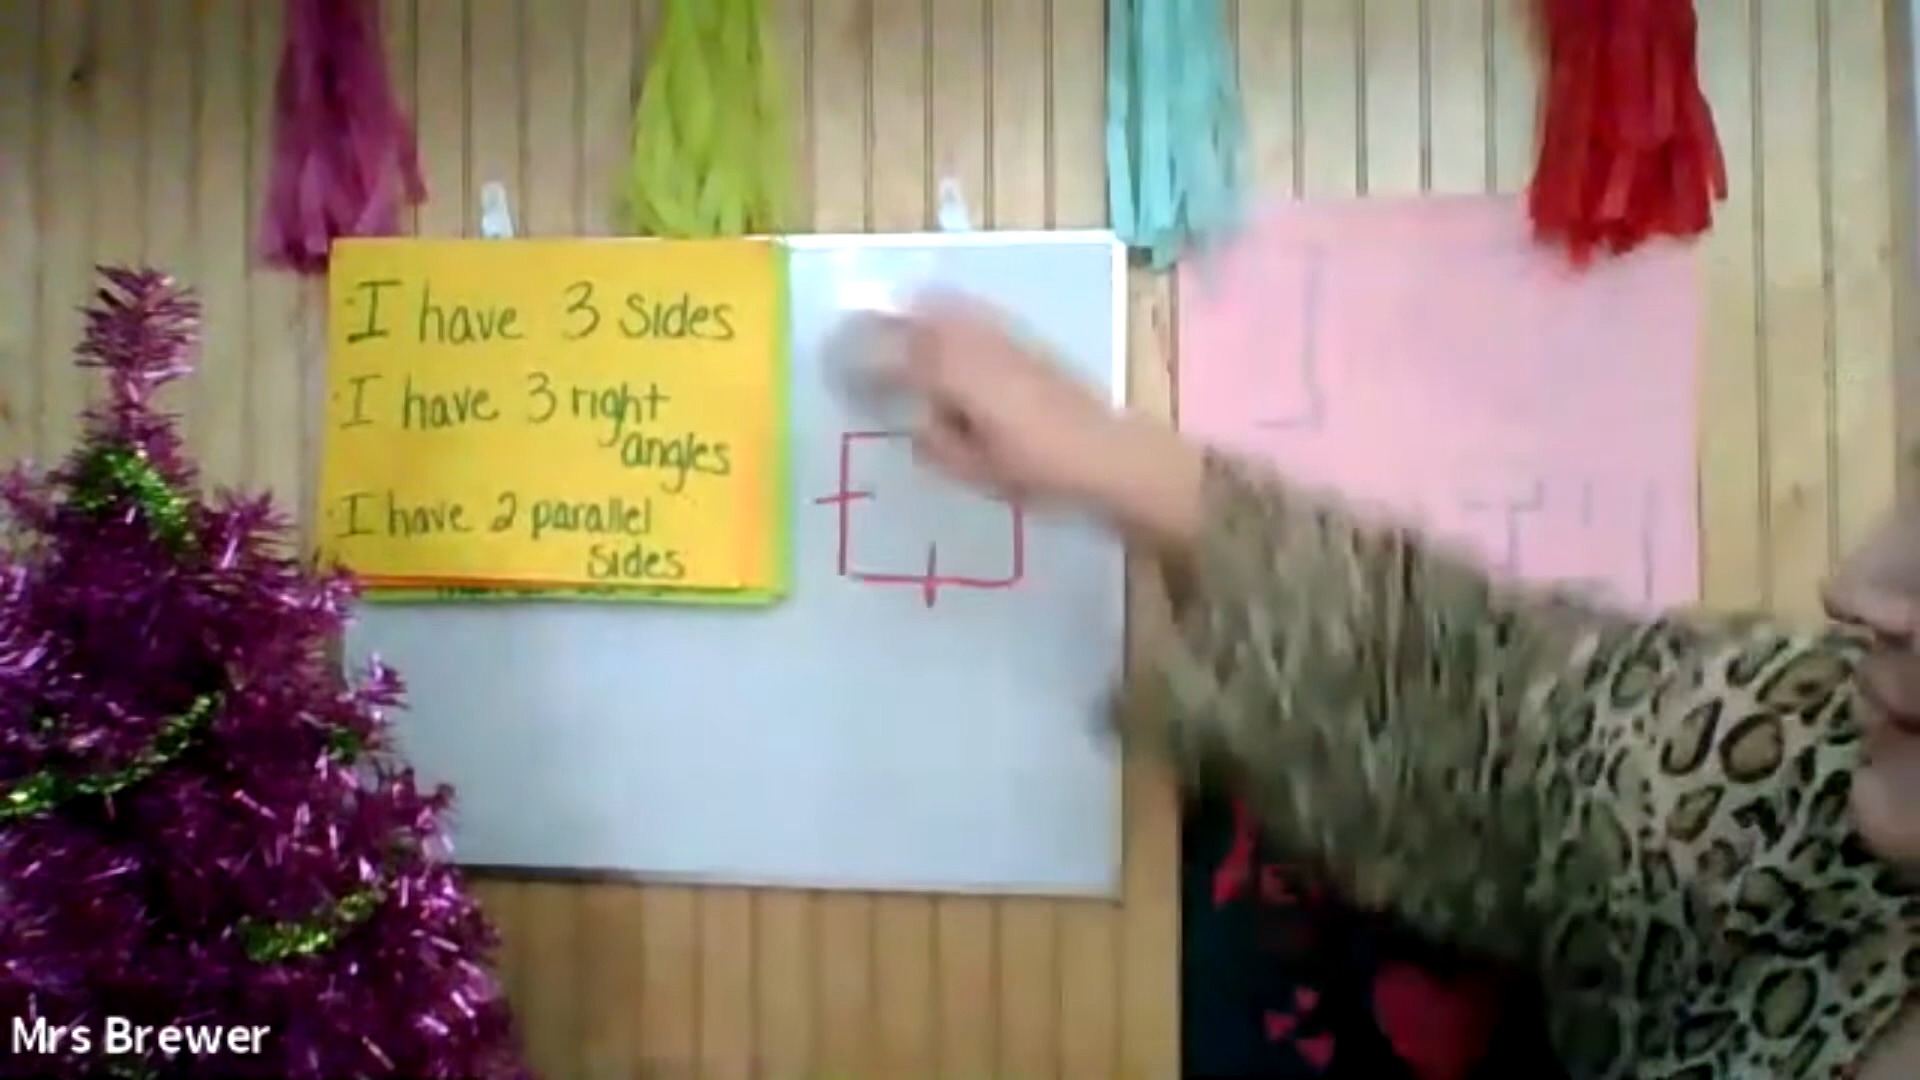 I have 3 sides
I have 3 right
angles
I have 2 parallel
sides
Mrs Brewer